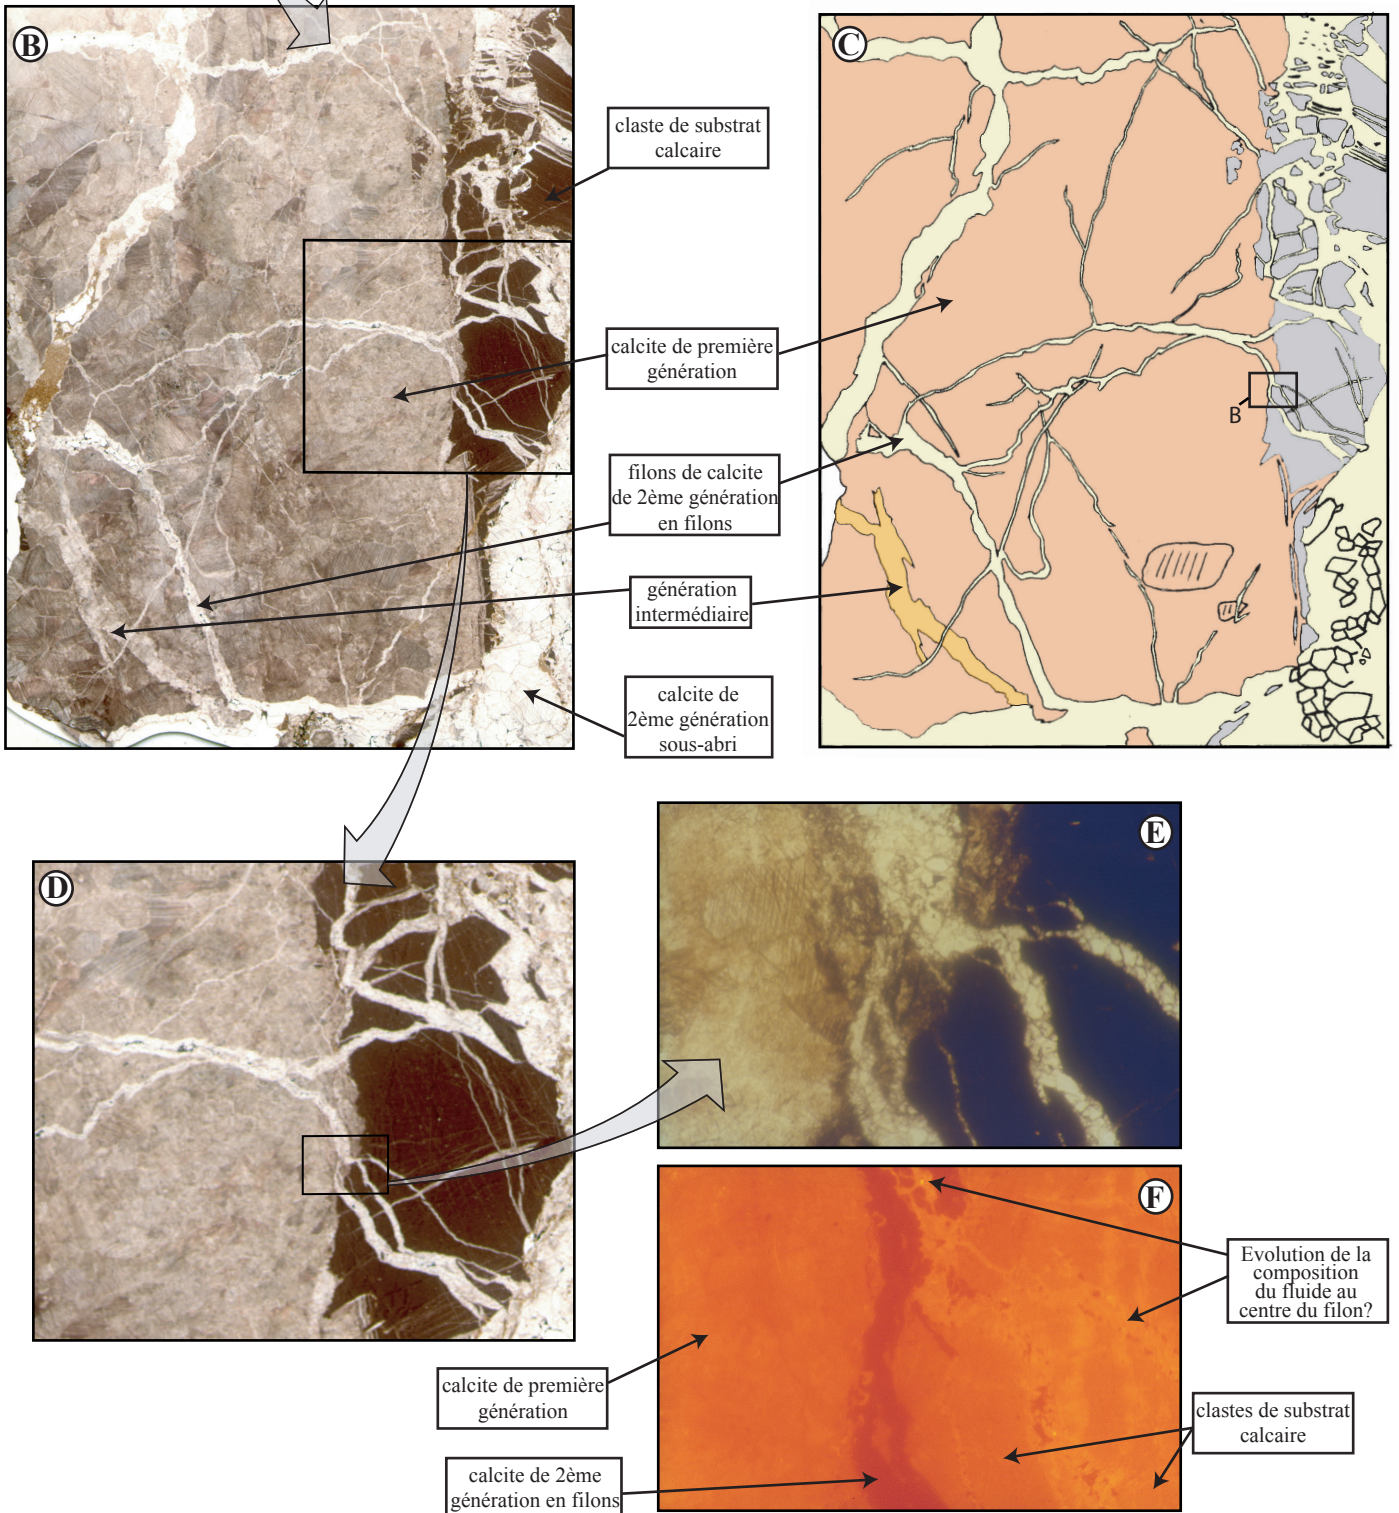 B
C
claste de substrat
calcaire
calcite de première
génération
B
filons de calcite
de 2ème génération
en filons
génération
intermédiaire
calcite de
2ème génération
sous-abri
D
E
F
Evolution de la
composition
du fluide au
centre du filon?
calcite de première
génération
clastes de substrat
calcaire
calcite de 2ème
génération en filons